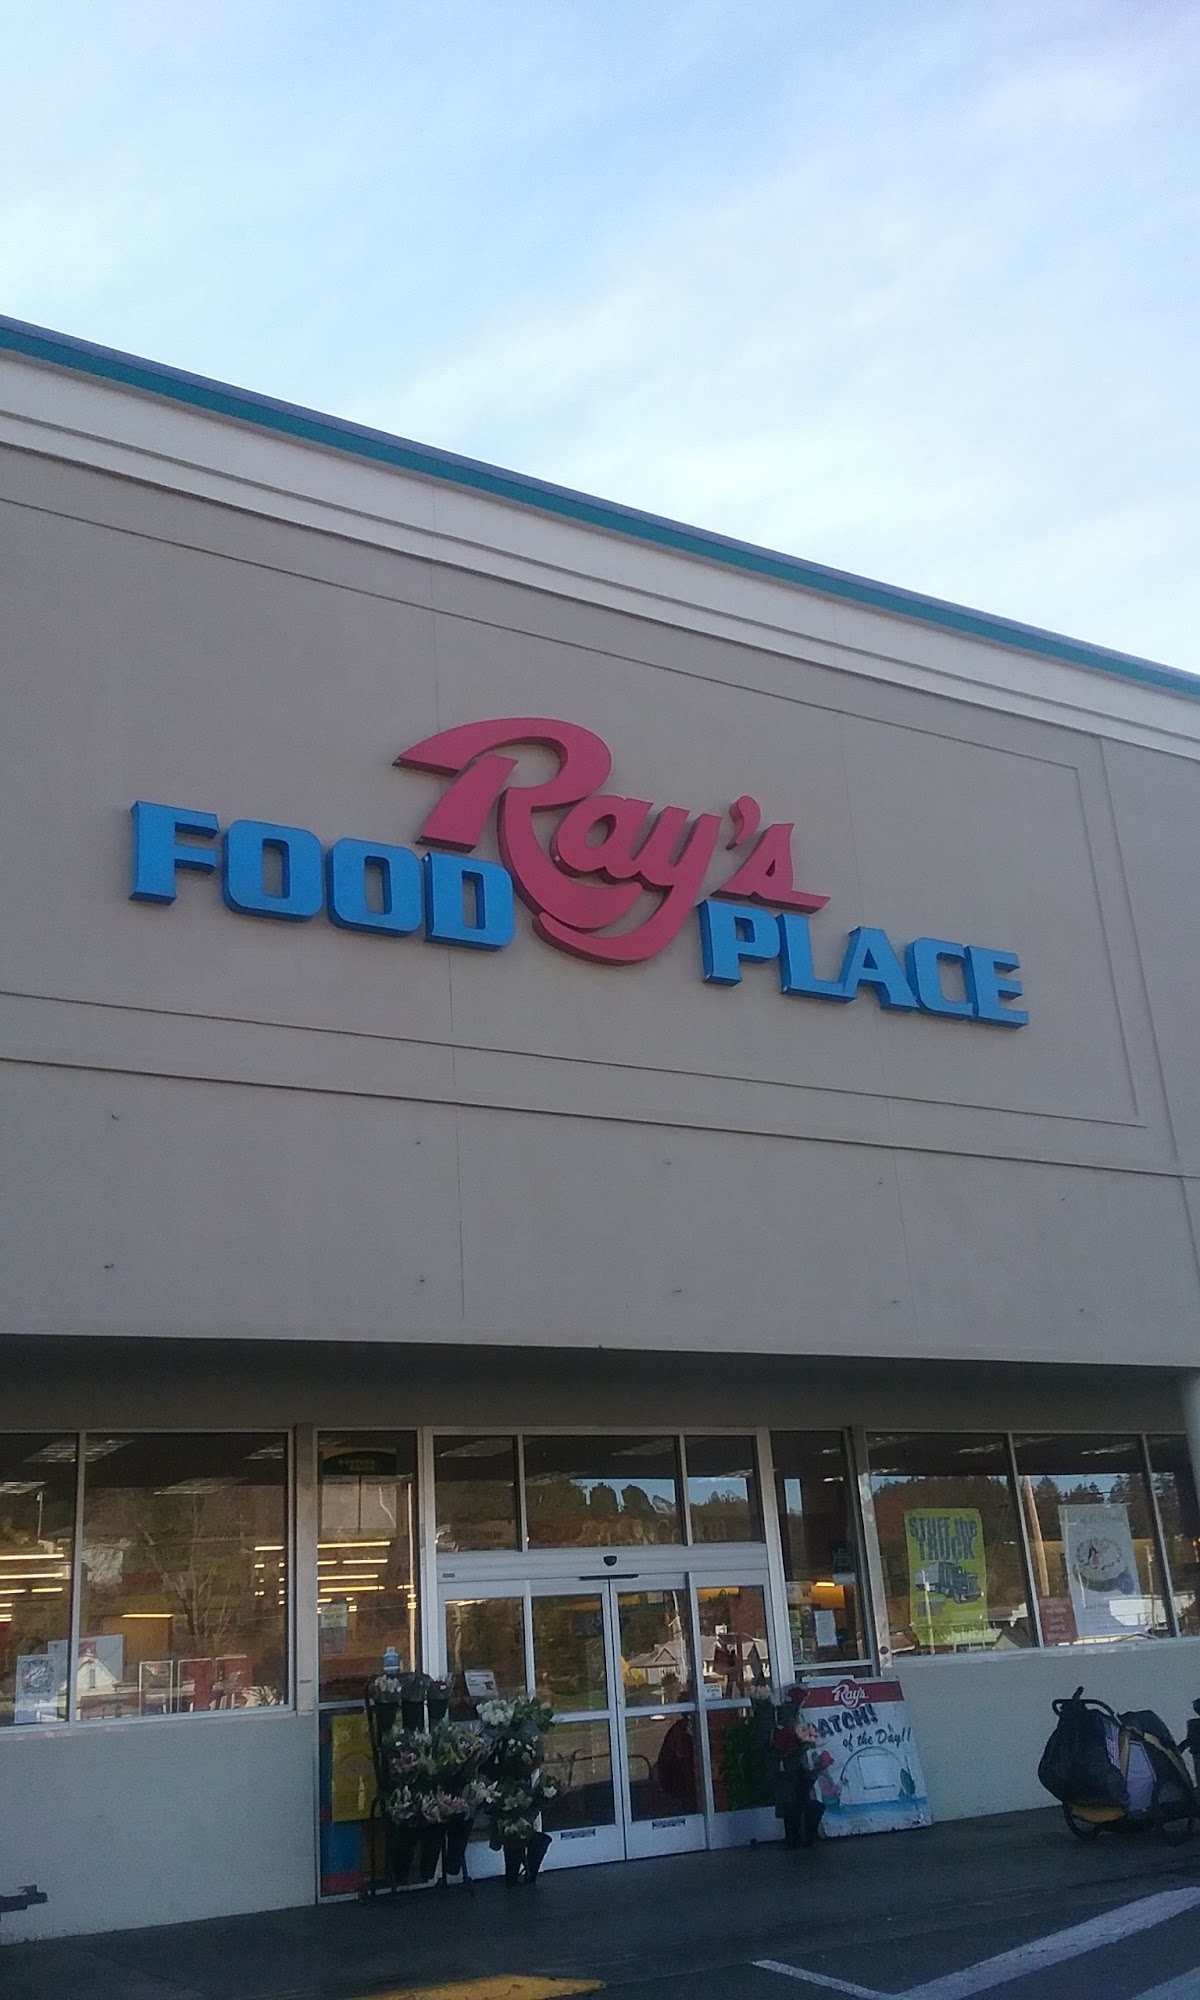 Ray's
FOOD PLACE
STUFF the
TRUCK
Ray's
CATCH!
of the Day!!